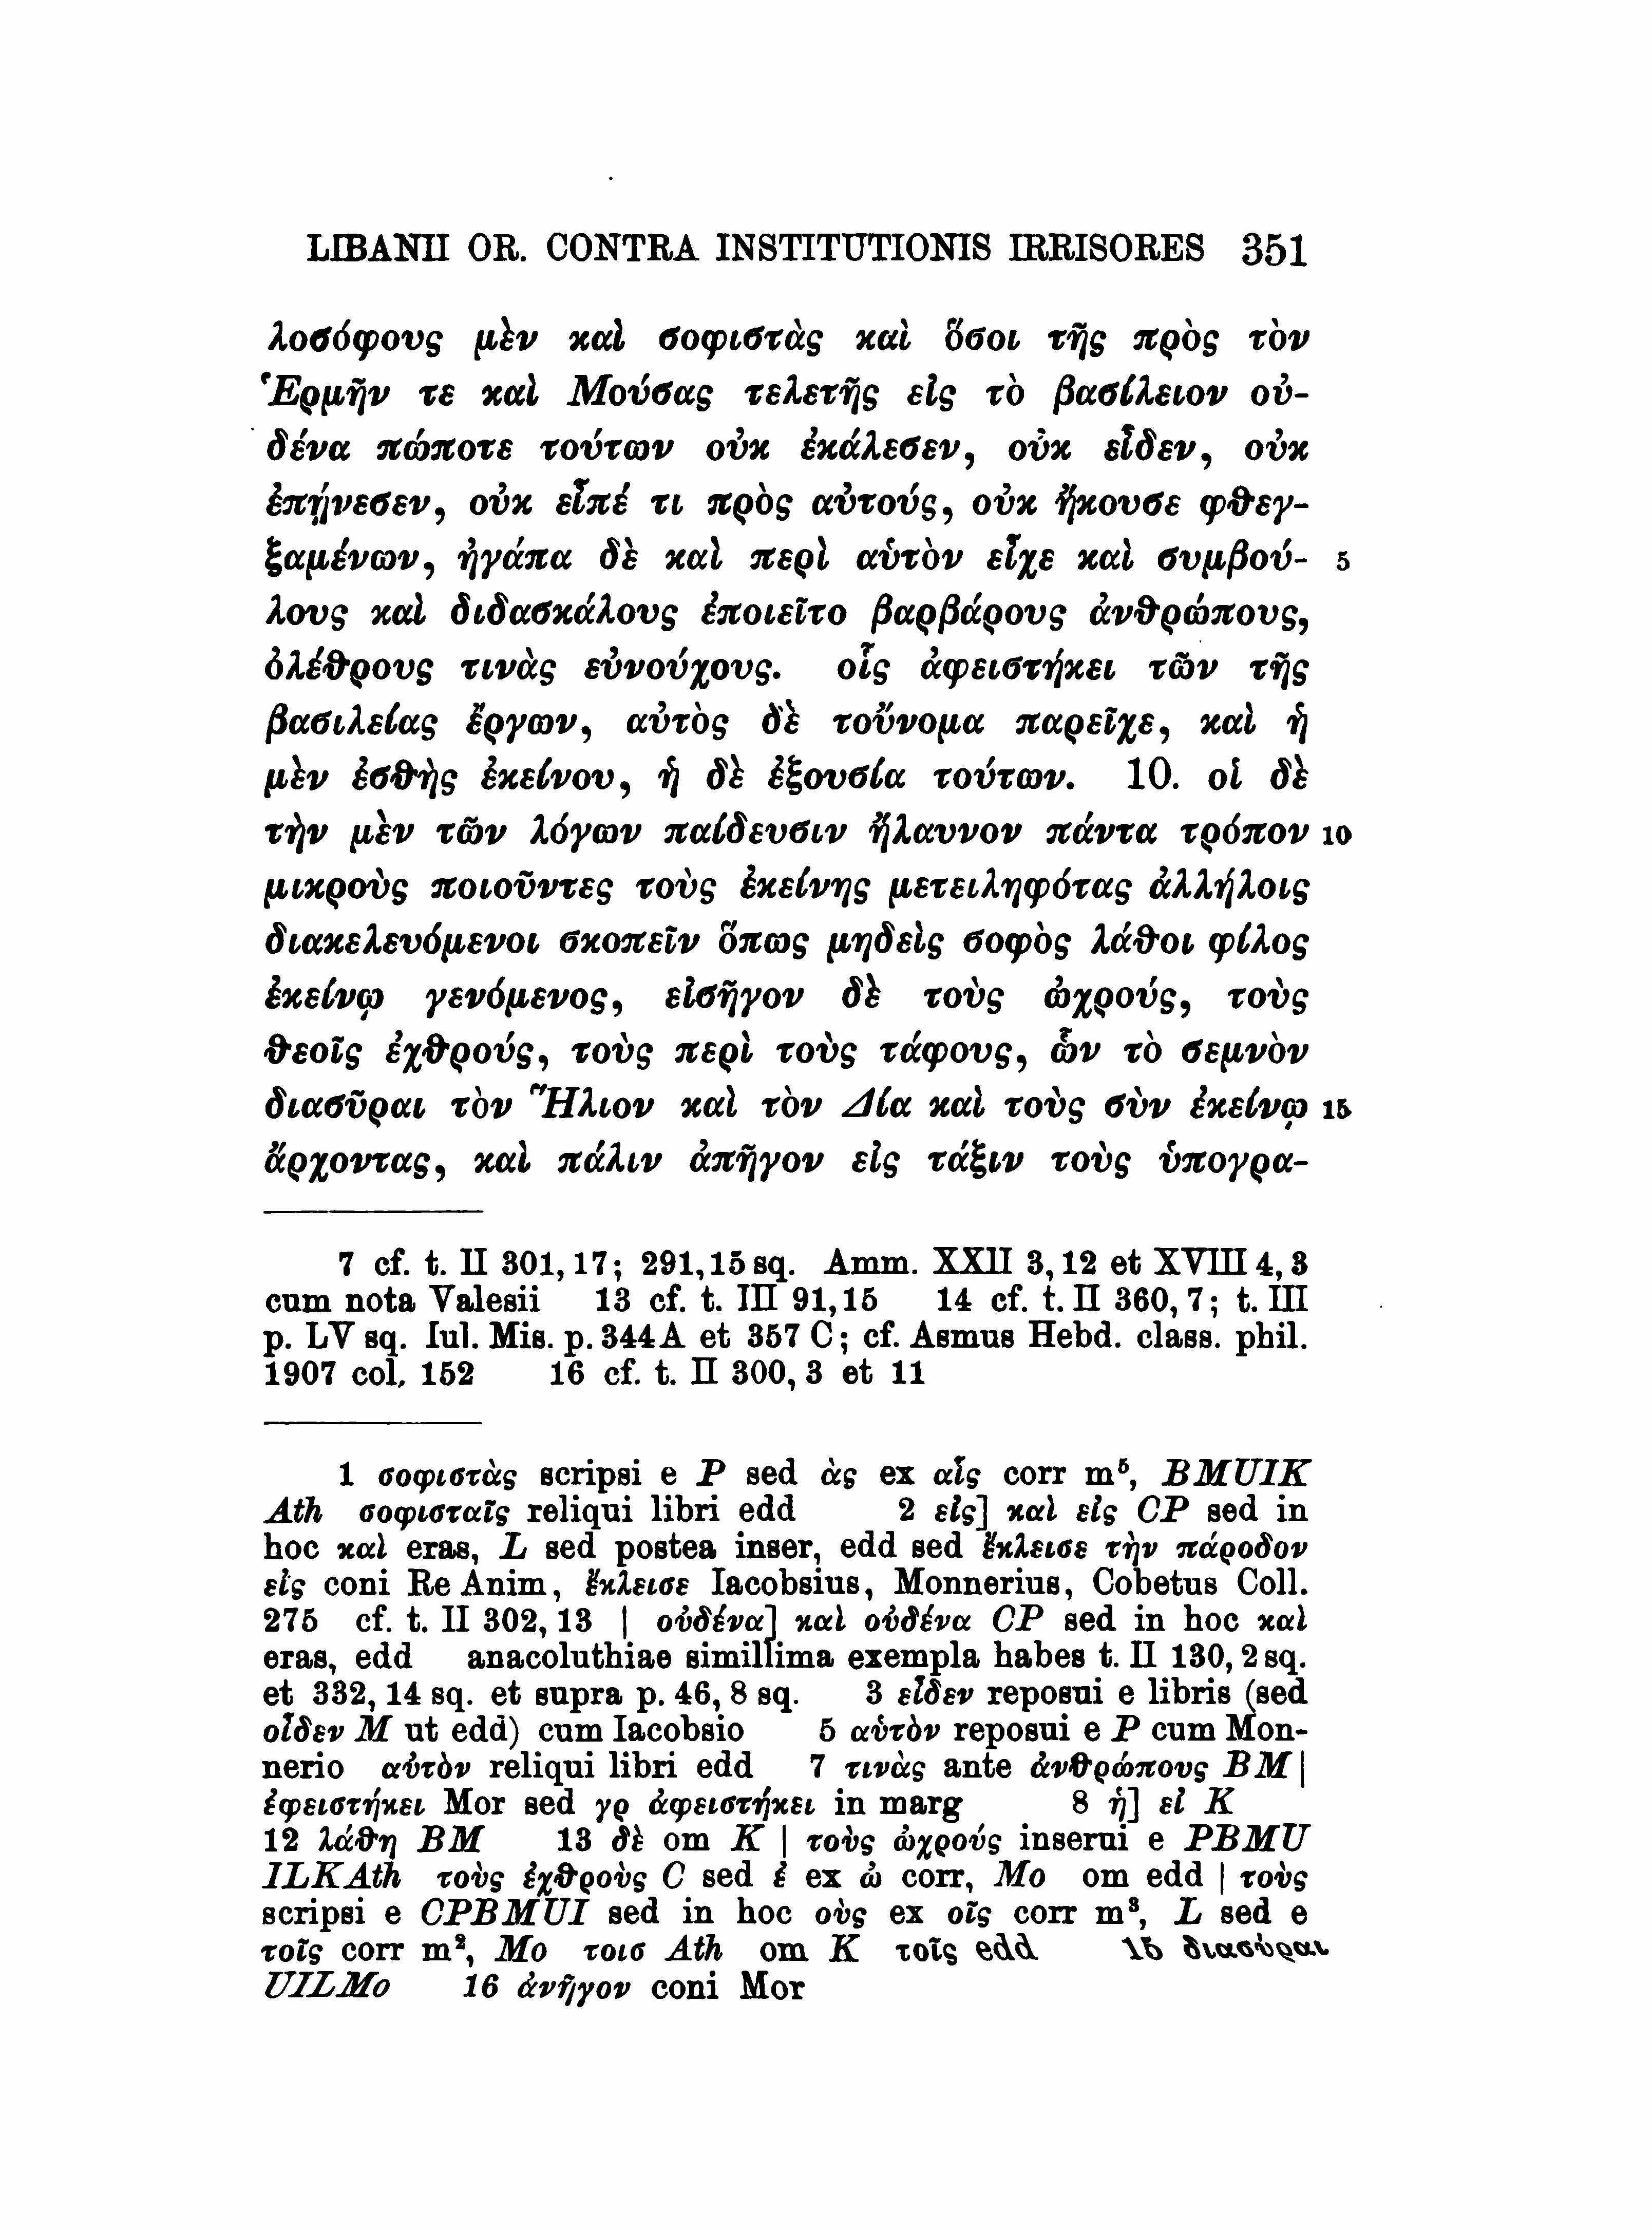 LIBANII OR. CONTRA INSTITUTIONIS IRRISORES 351
λοσόφους μὲν καὶ σοφιστὰς καὶ ὅσοι τῆς πρὸς τὸν
Ἑρμῆν τε καὶ Μούσας τελετῆς εἰς τὸ βασίλειον οὐ-
δένα πώποτε τούτων οὐκ ἐκάλεσεν, οὐκ εἶδεν, οὐκ
ἐπῄνεσεν, οὐκ εἶπέ τι πρὸς αὐτούς, οὐκ ἤκουσε φθεγ-
ξαμένων, ἠγάπα δὲ καὶ περὶ αὑτὸν εἶχε καὶ συμβού- 5
λους καὶ διδασκάλους ἐποιεῖτο βαρβάρους ἀνθρώπους,
ὀλέθρους τινὰς εὐνούχους. οἷς ἀφειστήκει τῶν τῆς
βασιλείας ἔργων, αὐτὸς δὲ τοὔνομα παρεῖχε, καὶ ἡ
μὲν ἐσθὴς ἐκείνου, ἡ δὲ ἐξουσία τούτων. 10. οἱ δὲ
τὴν μὲν τῶν λόγων παίδευσιν ἤλαυνον πάντα τρόπον 10
μικροὺς ποιοῦντες τοὺς ἐκείνης μετειληφότας ἀλλήλοις
διακελευόμενοι σκοπεῖν ὅπως μηδεὶς σοφὸς λάθοι φίλος
ἐκείνῳ γενόμενος, εἰσῆγον δὲ τοὺς ὠχρούς, τοὺς
θεοῖς ἐχθρούς, τοὺς περὶ τοὺς τάφους, ὧν τὸ σεμνὸν
διασῦραι τὸν Ἥλιον καὶ τὸν Δία καὶ τοὺς σὺν ἐκείνῳ 15
ἄρχοντας, καὶ πάλιν ἀπῆγον εἰς τάξιν τοὺς ὑπογρα-
7 cf. t. II 301, 17; 291, 15 sq. Amm. XXII 3, 12 et XVIII 4, 3
cum nota Valesii 13 cf. t. III 91, 15 14 cf. t. II 360, 7; t. III
p. LV sq. Iul. Mis. p. 344 A et 357 C; cf. Asmus Hebd. class. phil.
1907 col. 152 16 cf. t. II 300, 3 et 11
1 σοφιστὰς scripsi e P sed ὰς ex αῖς corr m⁵, BMUIK
Ath σοφισταῖς reliqui libri edd 2 εἰς] καὶ εἰς CP sed in
hoc καὶ eras, L sed postea inser, edd sed ἔκλεισε τὴν πάροδον
εἰς coni Re Anim, ἔκλεισε Iacobsius, Monnerius, Cobetus Coll.
275 cf. t. II 302, 13 | οὐδένα] καὶ οὐδένα CP sed in hoc καὶ
eras, edd anacoluthiae simillima exempla habes t. II 130, 2 sq.
et 332, 14 sq. et supra p. 46, 8 sq. 3 εἶδεν reposui e libris (sed
οἶδεν M ut edd) cum Iacobsio 5 αὑτὸν reposui e P cum Mon-
nerio αὐτὸν reliqui libri edd 7 τινὰς ante ἀνθρώπους BM |
ἐφειστήκει Mor sed γρ ἀφειστήκει in marg 8 ἡ] εἰ K
12 λάθῃ BM 13 δὲ om K | τοὺς ὠχρούς inserui e PBMU
ILKAth τοὺς ἐχθροὺς C sed ἐ ex ὠ corr, Mo om edd | τοὺς
scripsi e CPBMUI sed in hoc οὺς ex οῖς corr m³, L sed e
τοῖς corr m², Mo τοισ Ath om K τοῖς edd 15 διασύραι
UILMo 16 ἀνῆγον coni Mor